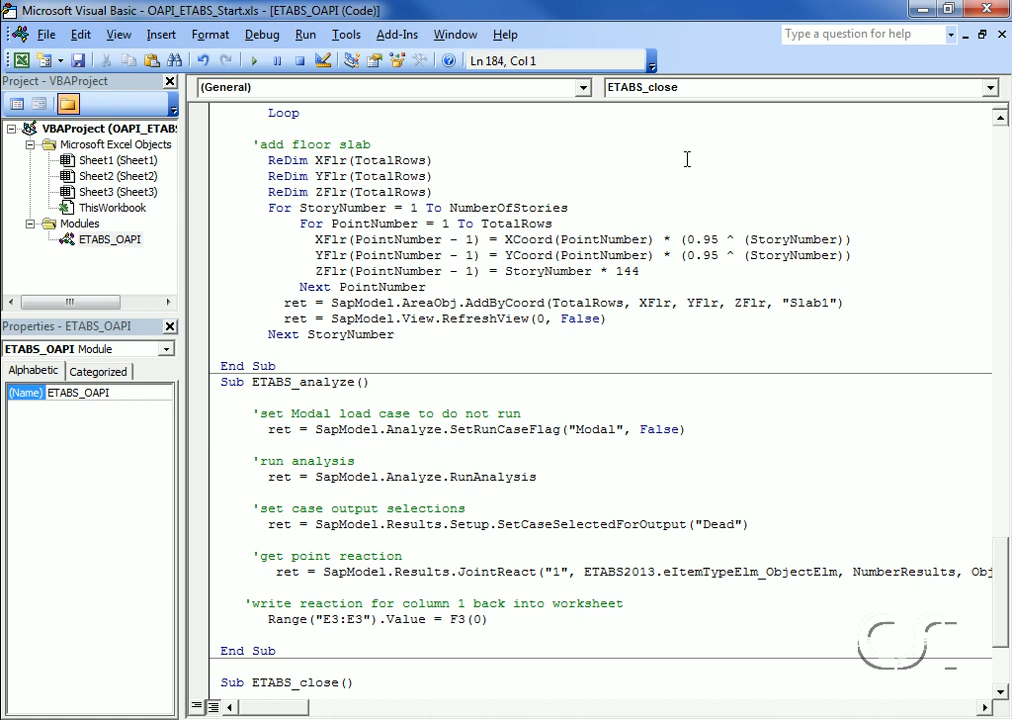 Microsoft Visual Basic - OAPI_ETABS_Start.xls - [ETABS_OAPI (Code)]
File Edit View Insert Format Debug Run Tools Add-Ins Window Help
Type a question for help
Ln 184, Col 1
Project - VBAProject
(General)
ETABS_close
VBAProject (OAPI_ETABS
Microsoft Excel Objects
Sheet1 (Sheet1)
Sheet2 (Sheet2)
Sheet3 (Sheet3)
ThisWorkbook
Modules
ETABS_OAPI
Properties - ETABS_OAPI
ETABS_OAPI Module
Alphabetic Categorized
(Name) ETABS_OAPI
Loop
'add floor slab
ReDim XFlr(TotalRows)
ReDim YFlr(TotalRows)
ReDim ZFlr(TotalRows)
For StoryNumber = 1 To NumberOfStories
For PointNumber = 1 To TotalRows
XFlr(PointNumber - 1) = XCoord(PointNumber) * (0.95 ^ (StoryNumber))
YFlr(PointNumber - 1) = YCoord(PointNumber) * (0.95 ^ (StoryNumber))
ZFlr(PointNumber - 1) = StoryNumber * 144
Next PointNumber
ret = SapModel.AreaObj.AddByCoord(TotalRows, XFlr, YFlr, ZFlr, "Slab1")
ret = SapModel.View.RefreshView(0, False)
Next StoryNumber
End Sub
Sub ETABS_analyze()
'set Modal load case to do not run
ret = SapModel.Analyze.SetRunCaseFlag("Modal", False)
'run analysis
ret = SapModel.Analyze.RunAnalysis
'set case output selections
ret = SapModel.Results.Setup.SetCaseSelectedForOutput("Dead")
'get point reaction
ret = SapModel.Results.JointReact("1", ETABS2013.eItemTypeElm_ObjectElm, NumberResults, Obj
'write reaction for column 1 back into worksheet
Range("E3:E3").Value = F3(0)
End Sub
Sub ETABS_close()
CSI